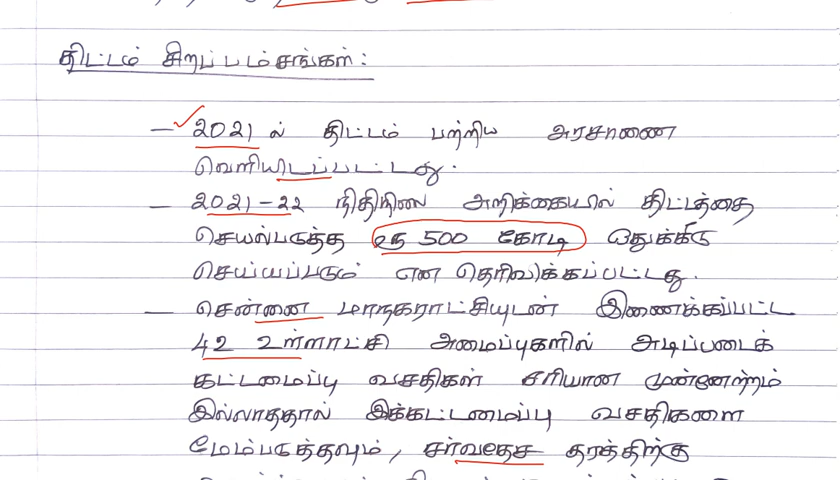 திட்டம் சிறப்பம்சங்கள்:
— 2021 ல் திட்டம் பற்றிய அரசாணை
வெளியிடப்பட்டது.
— 2021-22 நிதிநிலை அறிக்கையில் திட்டத்தை
செயல்படுத்த ரூ 500 கோடி ஒதுக்கீடு
செய்யப்படும் என தெரிவிக்கப்பட்டது.
— சென்னை மாநகராட்சியுடன் இணைக்கப்பட்ட
42 உள்ளாட்சி அமைப்புகளில் அடிப்படைக்
கட்டமைப்பு வசதிகள் சரியான முன்னேற்றம்
இல்லாததால் இக்கட்டமைப்பு வசதிகளை
மேம்படுத்தவும், சர்வதேச தரத்திற்கு